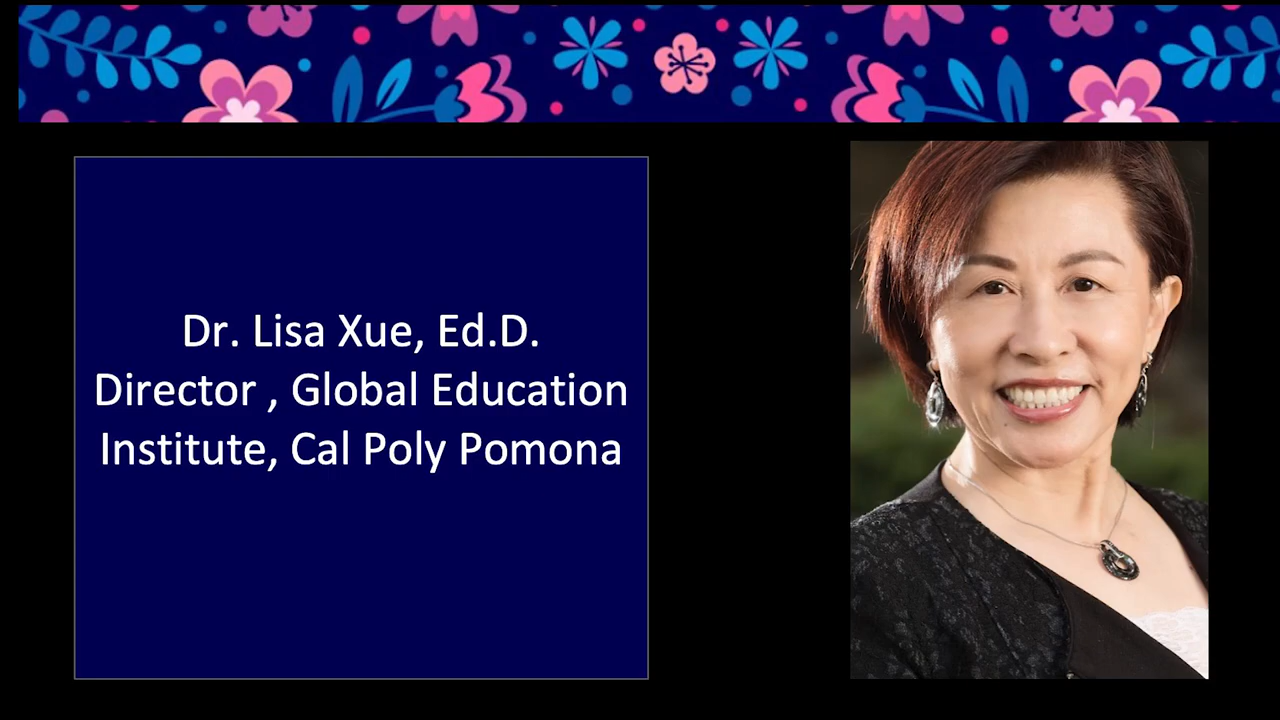 Dr. Lisa Xue, Ed.D.
Director , Global Education
Institute, Cal Poly Pomona